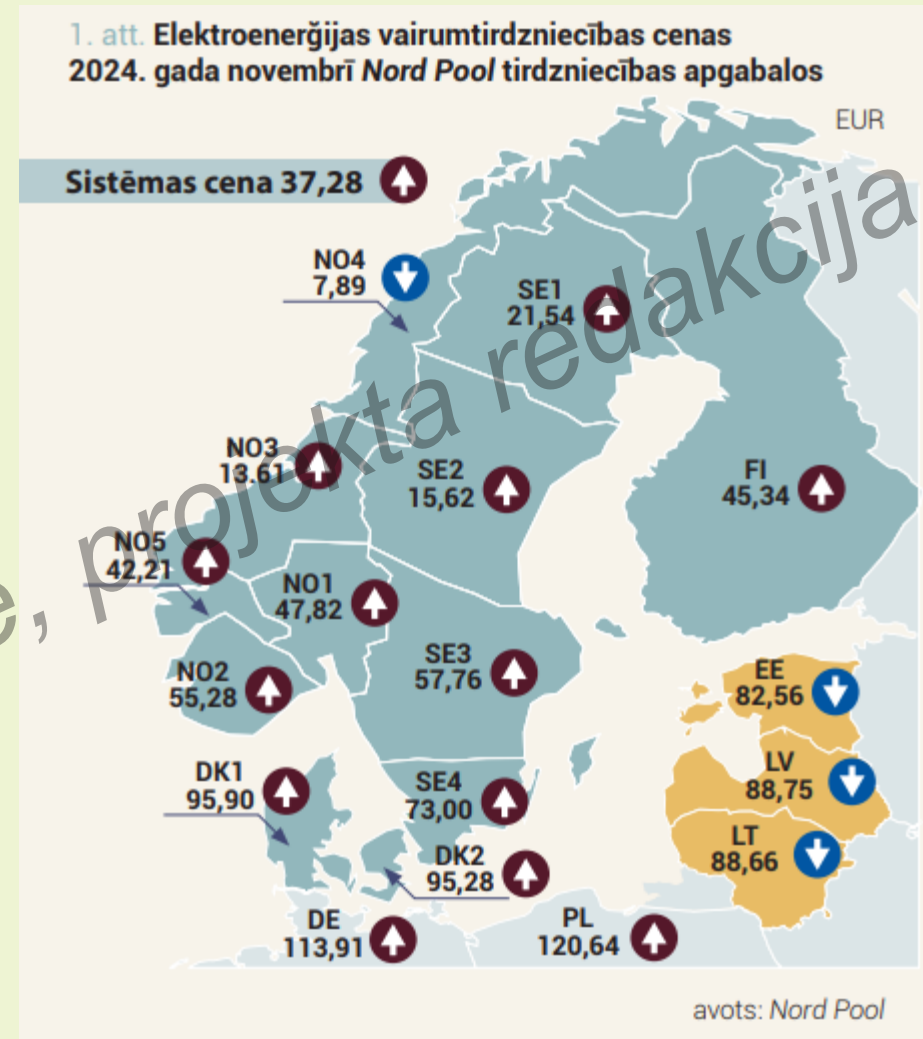 1. att. Elektroenerģijas vairumtirdzniecības cenas
2024. gada novembrī Nord Pool tirdzniecības apgabalos
EUR
Sistēmas cena 37,28
NO4
7,89
SE1
21,54
NO3
13.61
SE2
15,62
FI
45,34
NO5
42,21
NO1
47,82
NO2
55,28
SE3
57,76
EE
82,56
LV
88,75
LT
88,66
DK1
95,90
SE4
73,00
DK2
95,28
DE
113,91
PL
120,64
avots: Nord Pool
, projekta redakcija